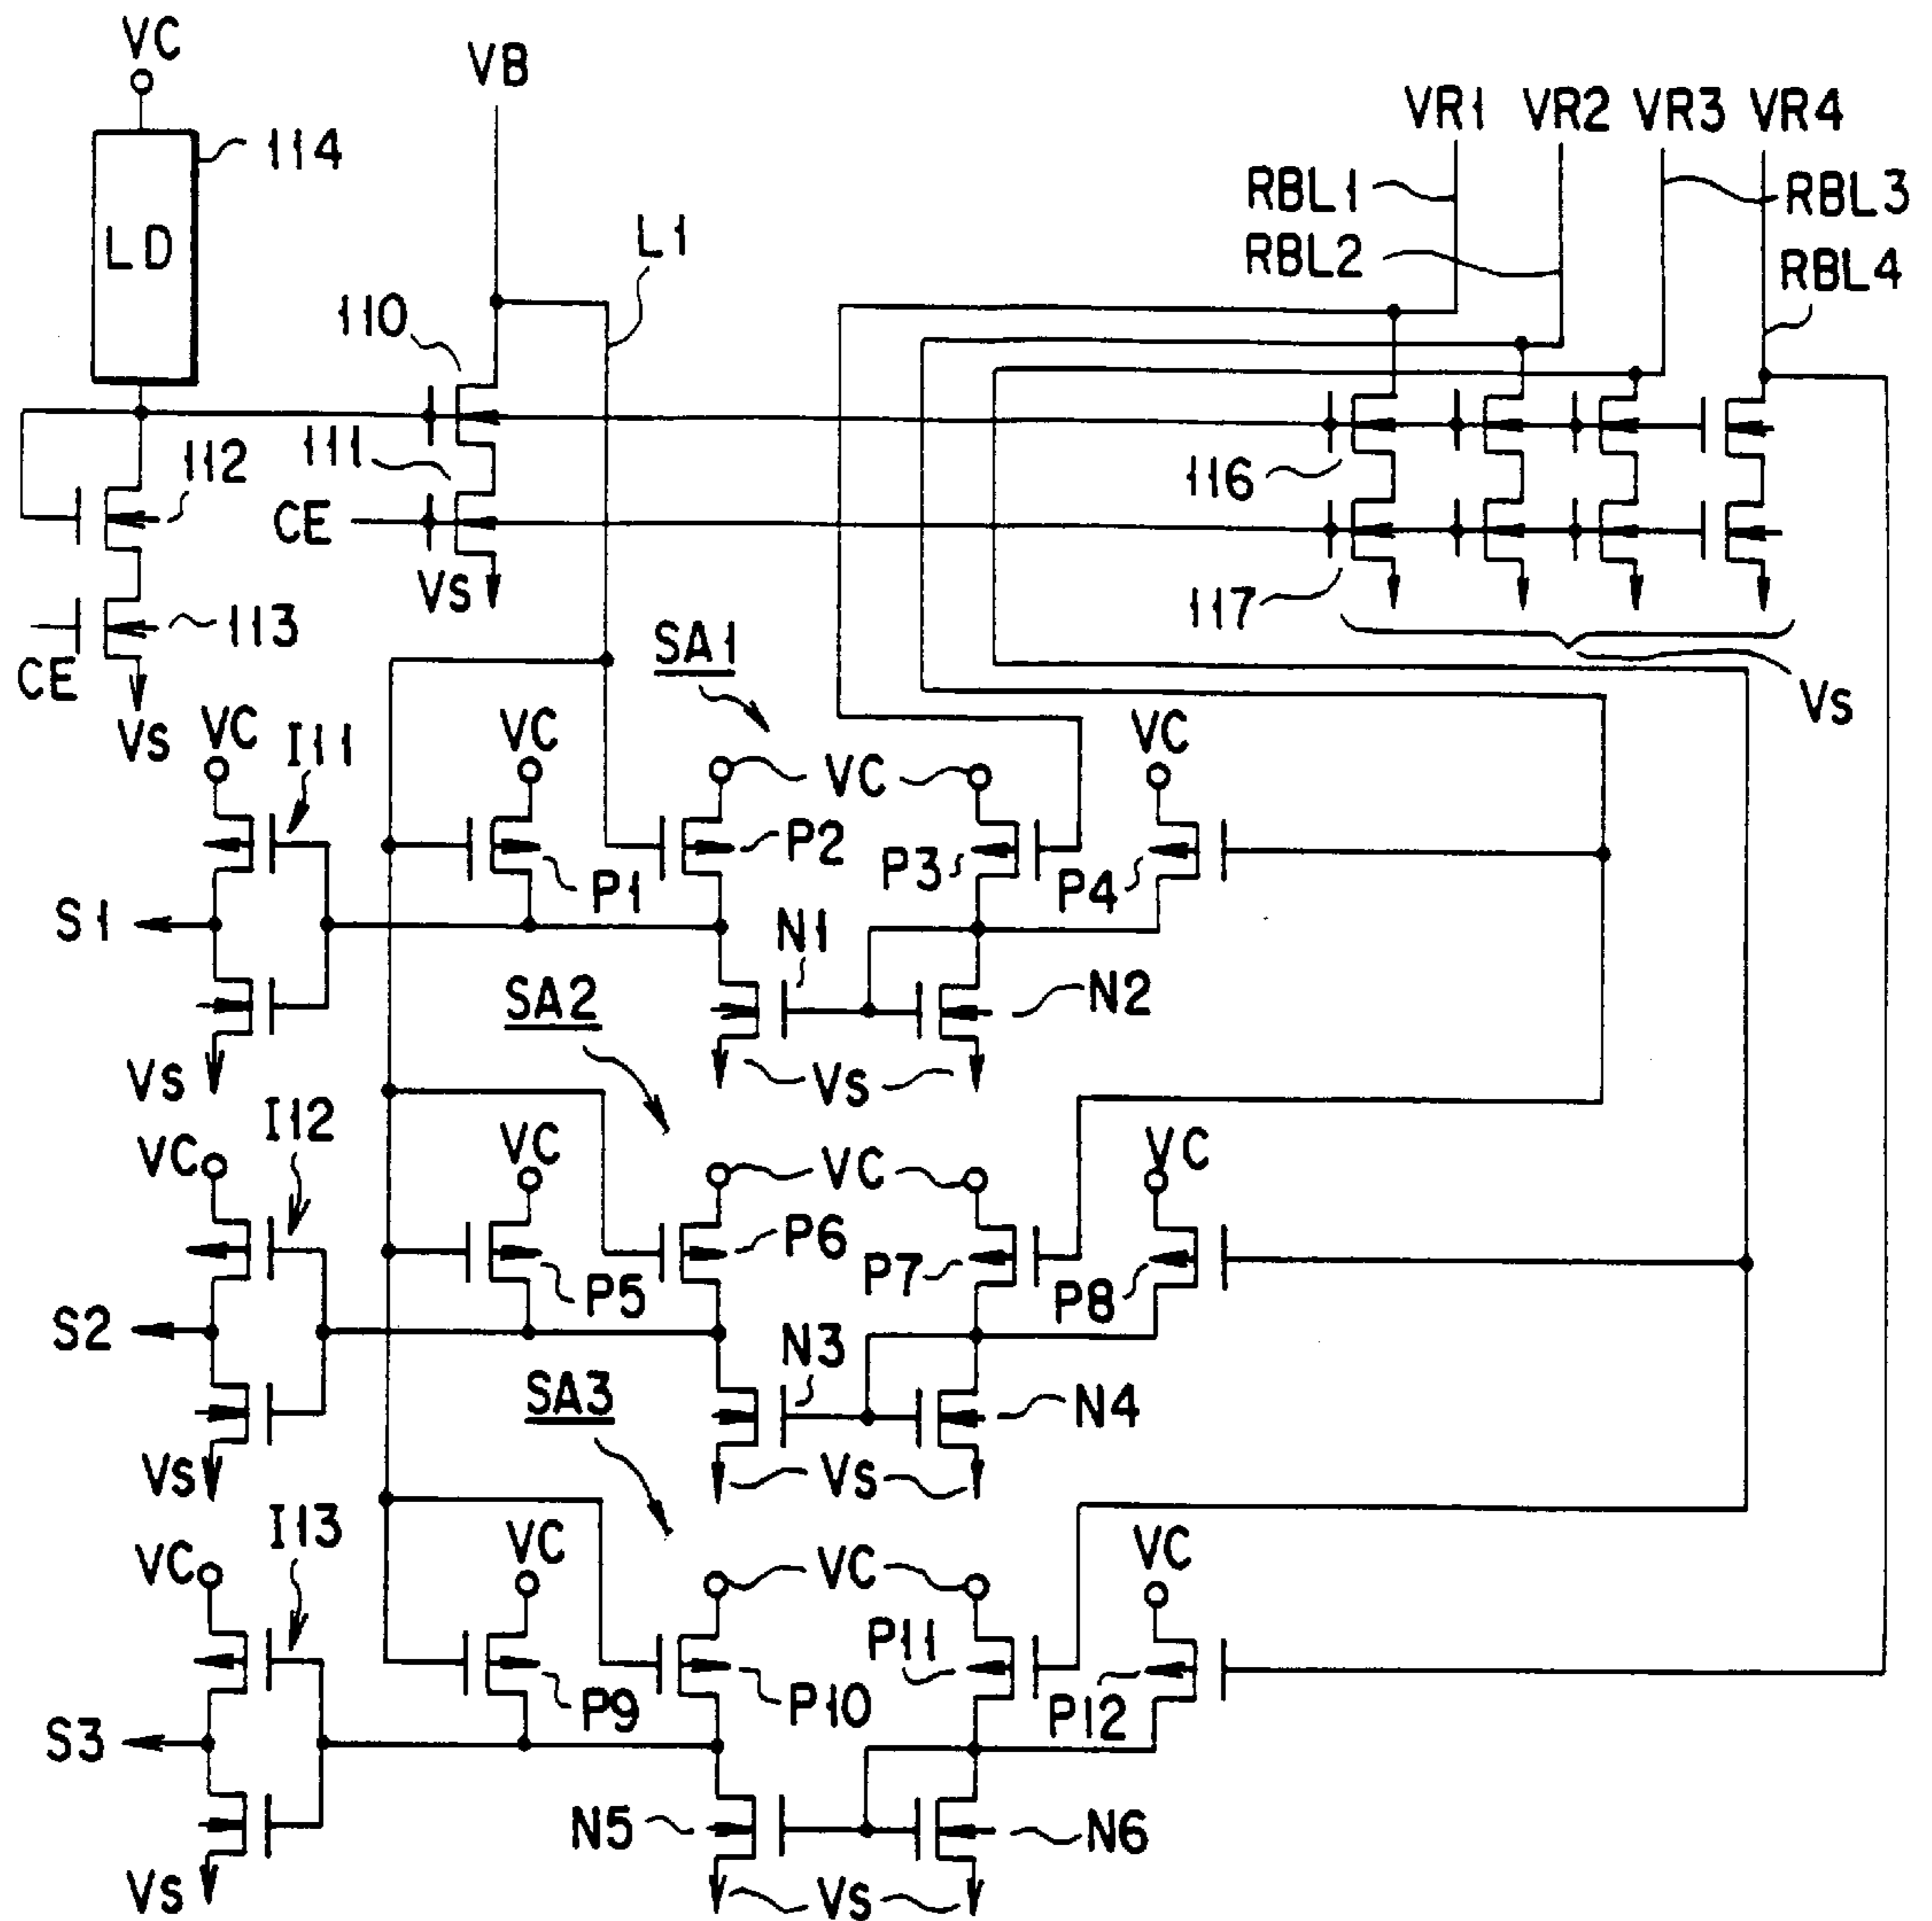 VC
VB
VR1 VR2 VR3 VR4
114
RBL1
RBL3
LD
L1
RBL2
RBL4
110
112
111
116
CE
Vs
117
113
SA1
CE
Vs
Vs
VC
I11
VC
VC
VC
P2
P3
P4
P1
S1
N1
SA2
N2
Vs
Vs
I12
VC
VC
VC
VC
P6
P7
P8
P5
S2
N3
SA3
N4
Vs
Vs
I13
VC
VC
VC
VC
P11
P9
P10
P12
S3
N5
N6
Vs
Vs